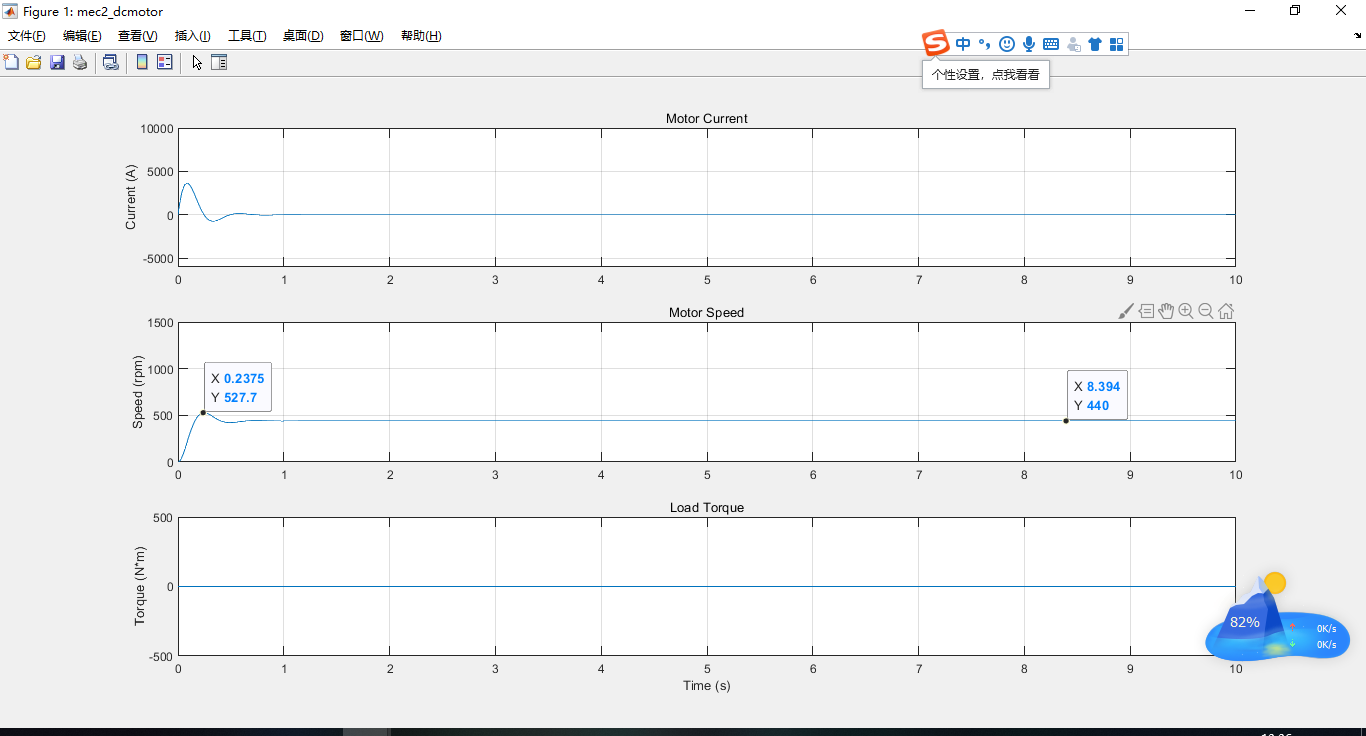 Figure 1: mec2_dcmotor
文件(F) 编辑(E) 查看(V) 插入(I) 工具(T) 桌面(D) 窗口(W) 帮助(H)
中
个性设置，点我看看
Motor Current
Current (A)
10000
5000
0
-5000
0 1 2 3 4 5 6 7 8 9 10
Motor Speed
Speed (rpm)
1500
1000
500
0
X 0.2375
Y 527.7
X 8.394
Y 440
0 1 2 3 4 5 6 7 8 9 10
Load Torque
Torque (N*m)
500
0
-500
0 1 2 3 4 5 6 7 8 9 10
Time (s)
82%
0K/s
0K/s